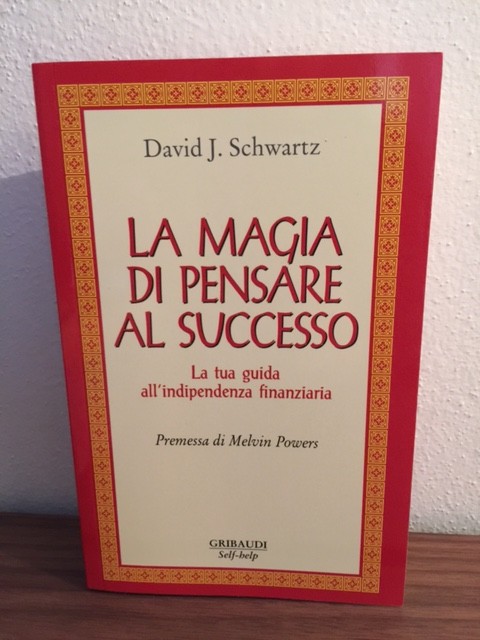 David J. Schwartz
LA MAGIA
DI PENSARE
AL SUCCESSO
La tua guida
all'indipendenza finanziaria
Premessa di Melvin Powers
GRIBAUDI
Self-help